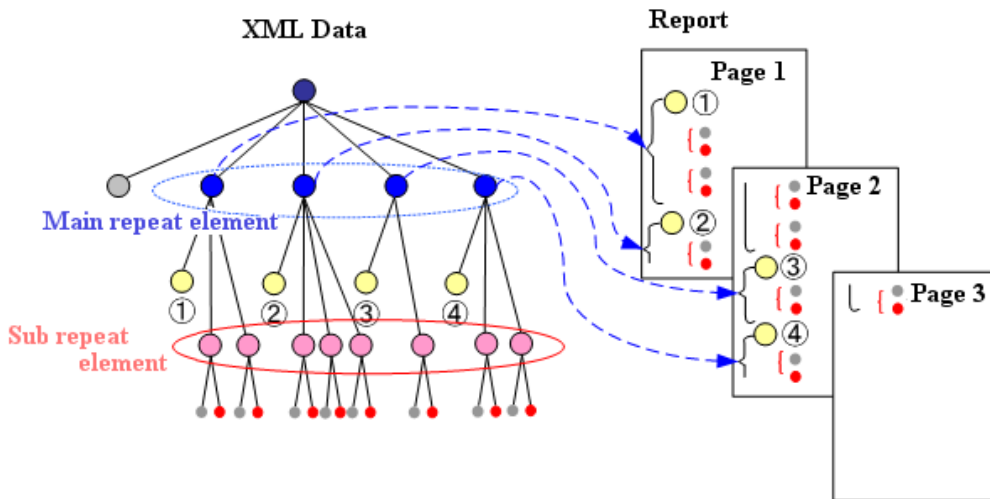 XML Data
Report
Page 1
①
②
Page 2
③
④
Page 3
Main repeat element
①
②
③
④
Sub repeat
element